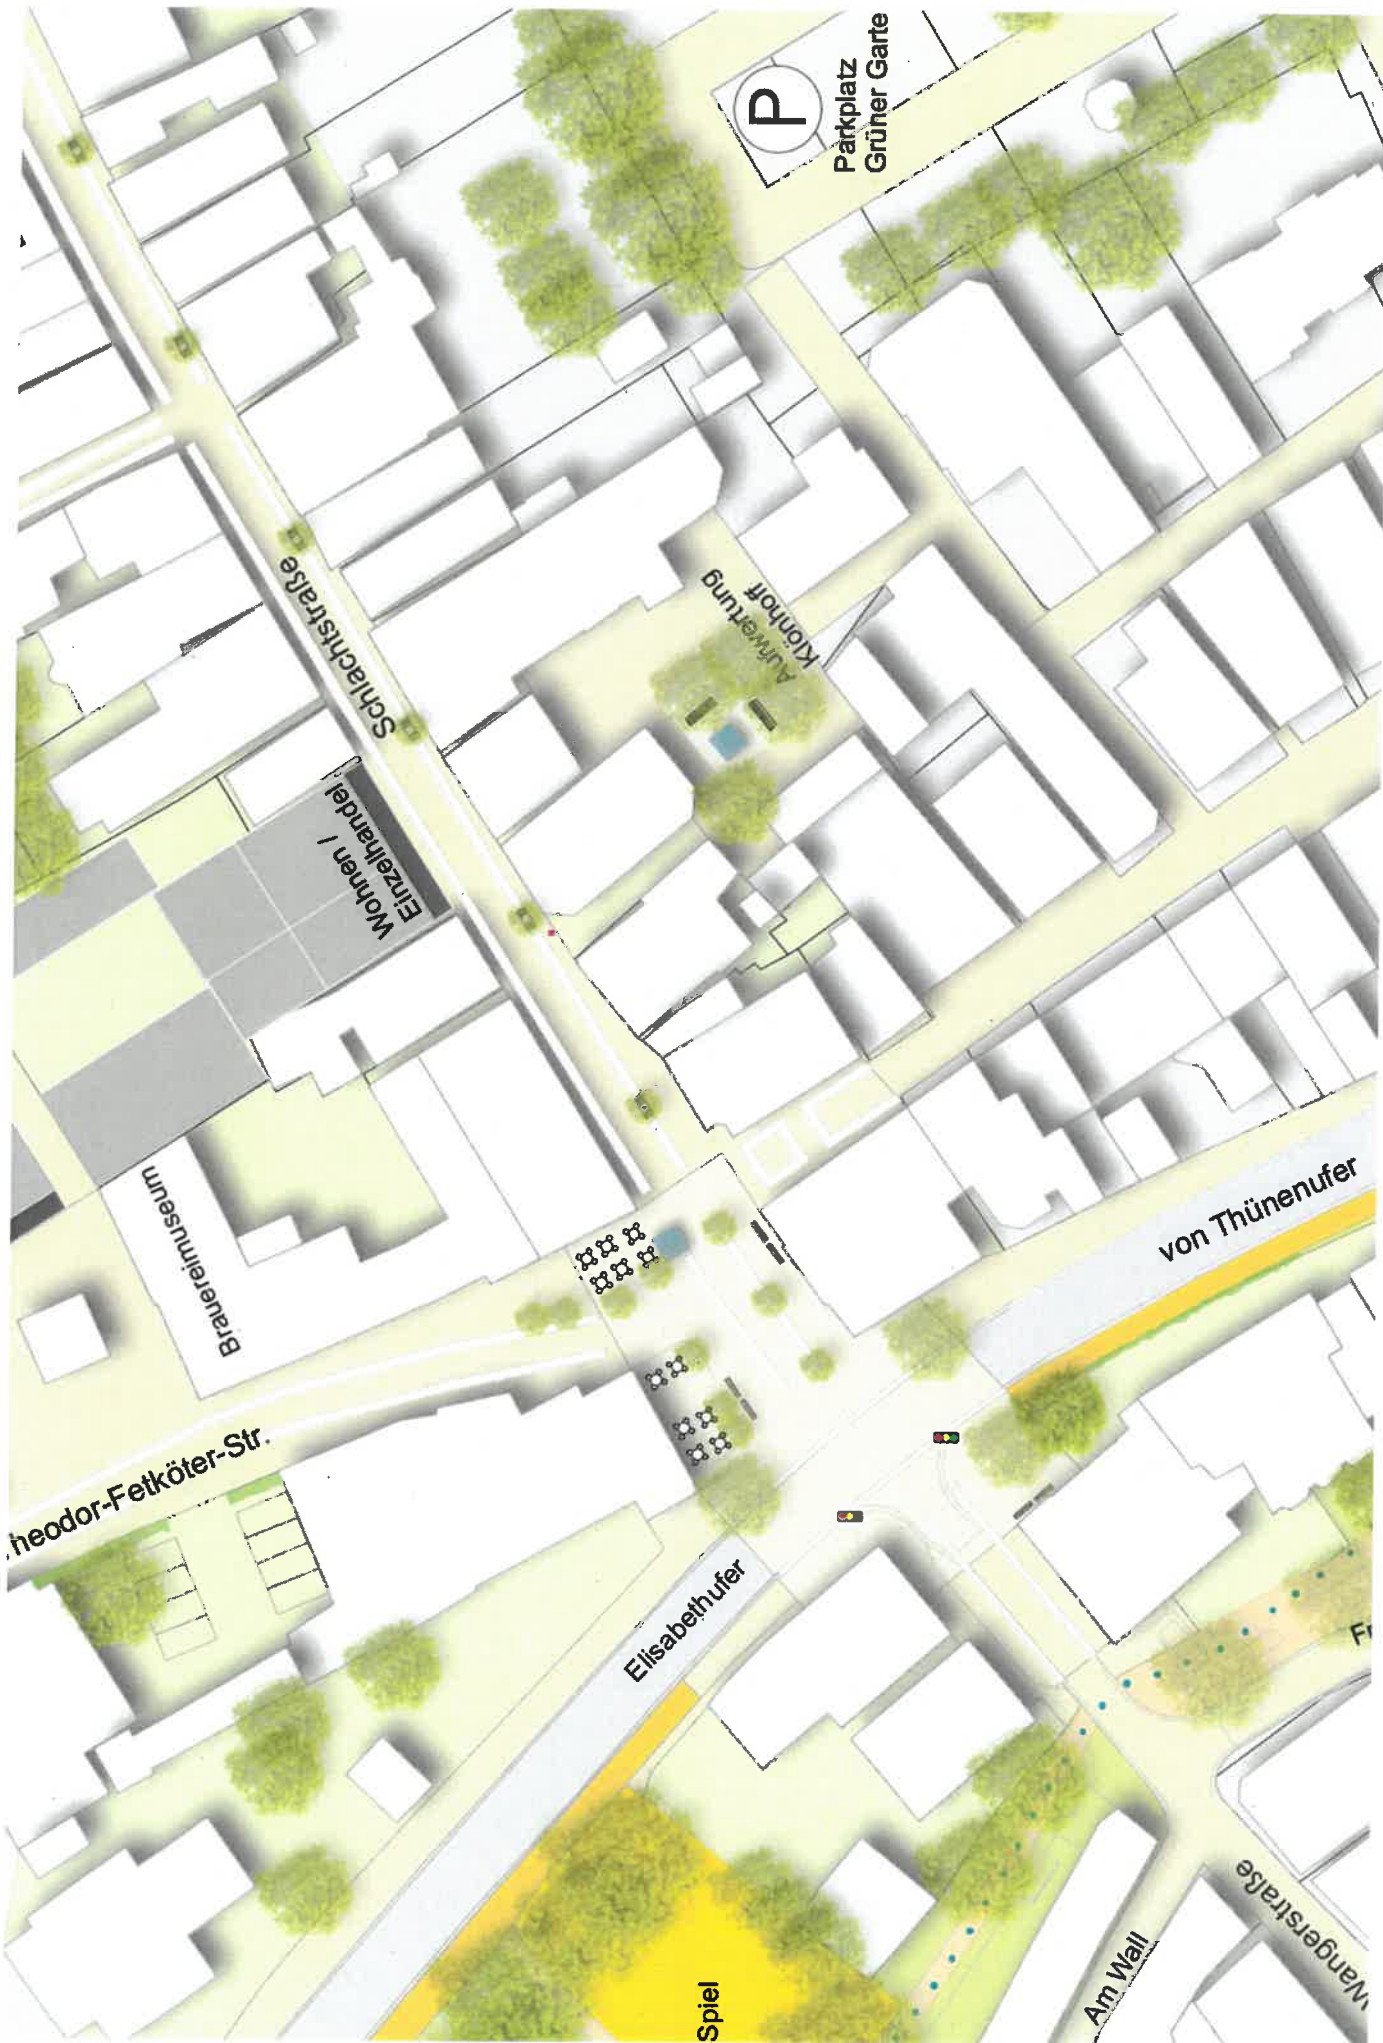 P
Parkplatz
Grüner Garte
Schlachtstraße
Aufwertung
Klönhoff
Wohnen /
Einzelhandel
Brauereimuseum
heodor-Fetköter-Str.
von Thünenufer
Elisabethufer
Spiel
Am Wall
Wangerstraße
Fr